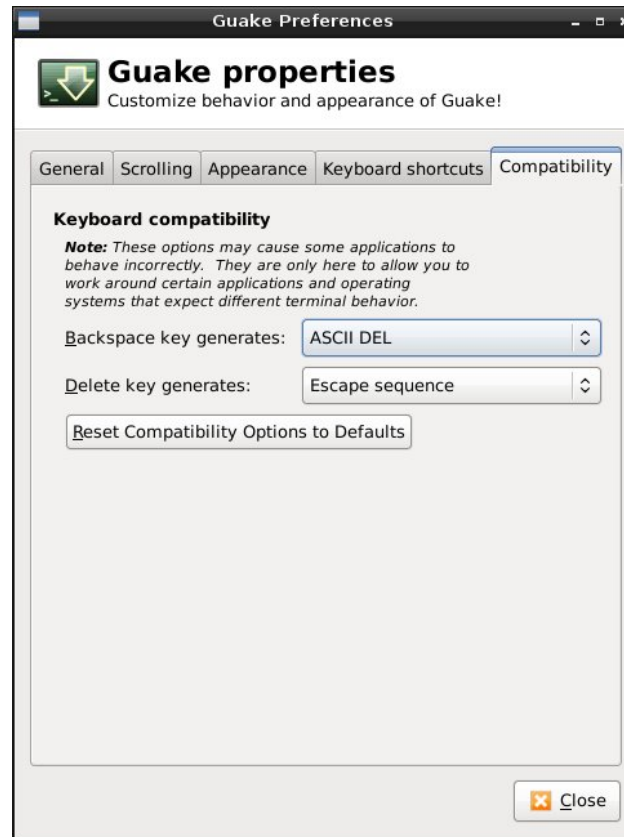 Guake Preferences
Guake properties
Customize behavior and appearance of Guake!
General Scrolling Appearance Keyboard shortcuts Compatibility
Keyboard compatibility
Note: These options may cause some applications to
behave incorrectly. They are only here to allow you to
work around certain applications and operating
systems that expect different terminal behavior.
Backspace key generates: ASCII DEL
Delete key generates: Escape sequence
Reset Compatibility Options to Defaults
Close